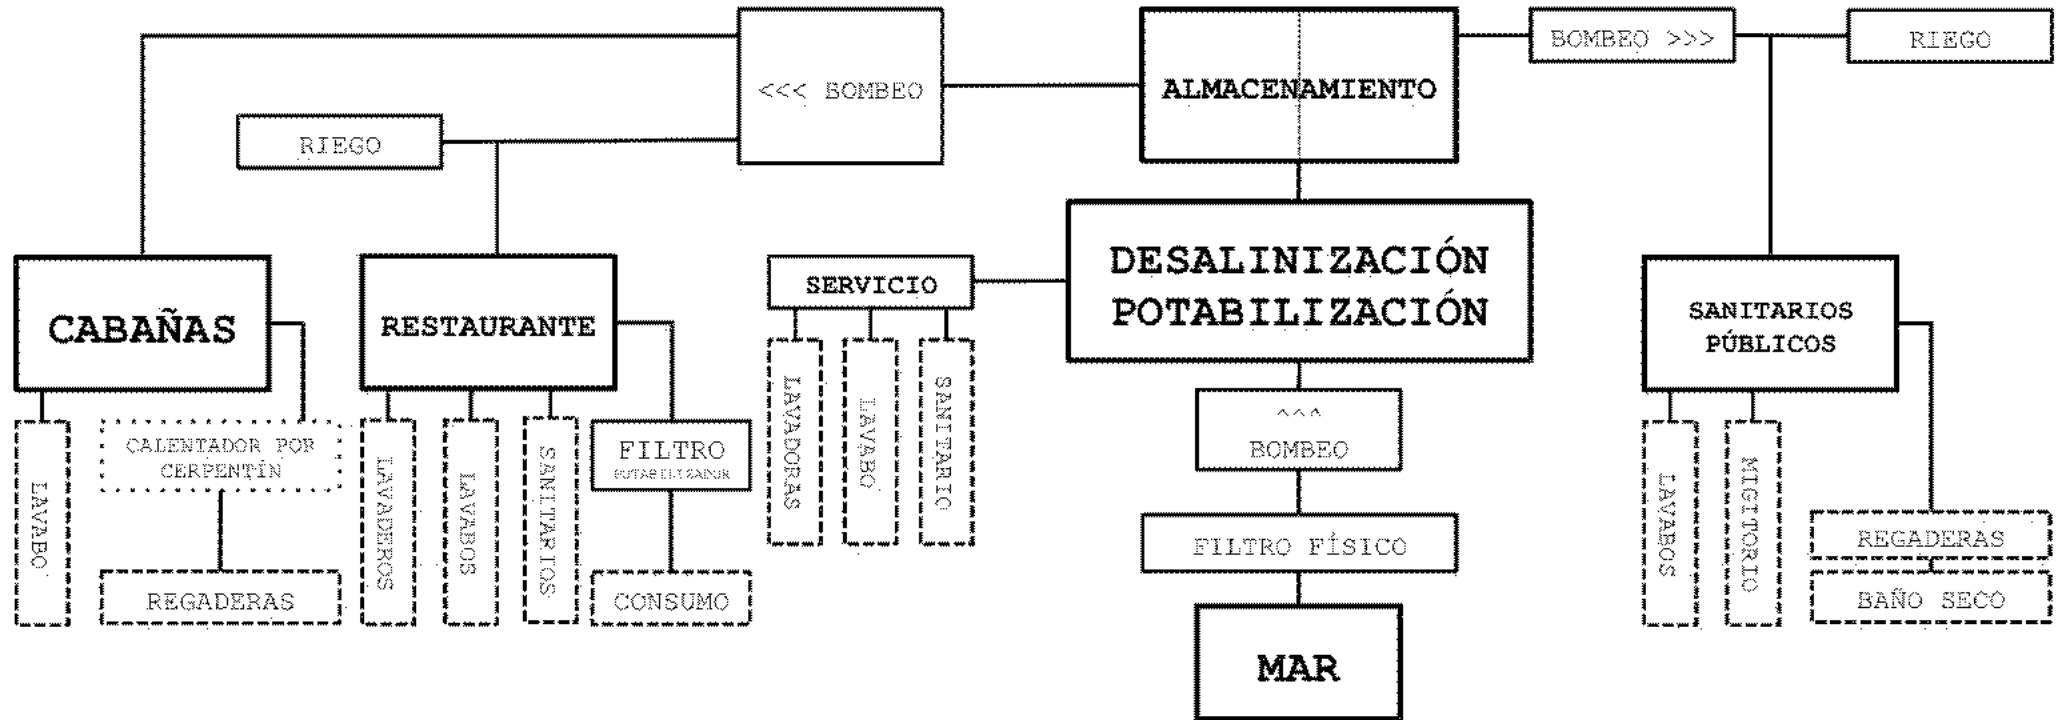 <<< BOMBEO
ALMACENAMIENTO
BOMBEO >>>
RIEGO
RIEGO
CABAÑAS
RESTAURANTE
SERVICIO
DESALINIZACIÓN
POTABILIZACIÓN
SANITARIOS
PÚBLICOS
LAVADORAS
LAVABO
SANITARIO
^^^
BOMBEO
LAVABO
CALENTADOR POR
CERPENTÍN
REGADERAS
LAVADEROS
LAVABOS
SANITARIOS
FILTRO
POTABILIZADOR
CONSUMO
FILTRO FÍSICO
MAR
LAVABOS
MIGITORIO
REGADERAS
BAÑO SECO